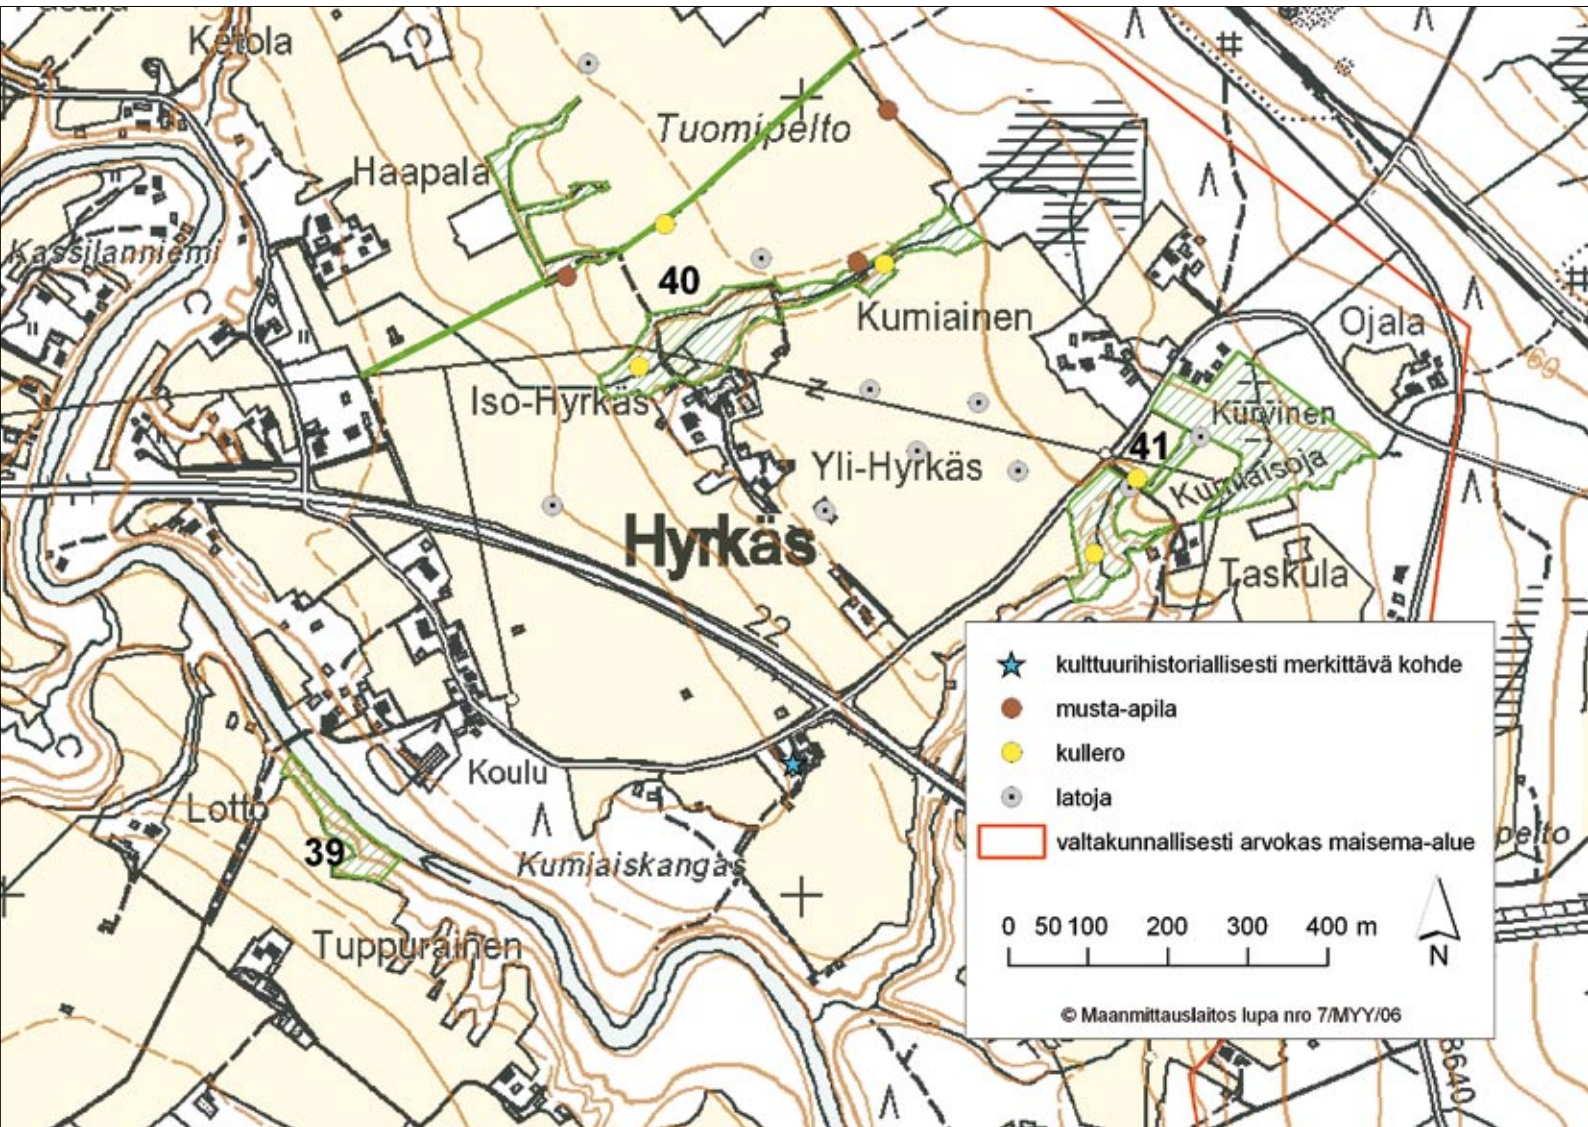 Ketola
Tuomipelto
Haapala
Kassilanniemi
40
Kumiainen
Ojala
60
Iso-Hyrkäs
Kurvinen
41
Yli-Hyrkäs
Kumiaisoja
Hyrkäs
Taskula
22
kulttuurihistoriallisesti merkittävä kohde
musta-apila
kullero
Koulu
latoja
Lotto
valtakunnallisesti arvokas maisema-alue
pelto
39
Kumiaiskangas
0 50 100 200 300 400 m
Tuppurainen
N
© Maanmittauslaitos lupa nro 7/MYY/06
8640